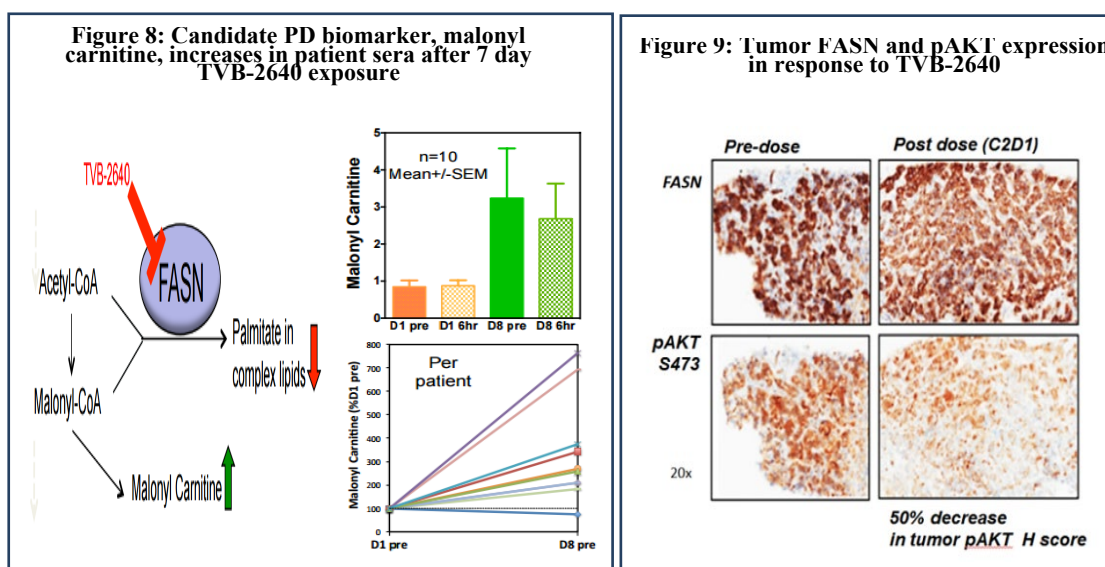 Figure 8: Candidate PD biomarker, malonyl
carnitine, increases in patient sera after 7 day
TVB-2640 exposure
TVB-2640
FASN
Acetyl-CoA
Malonyl-CoA
Palmitate in
complex lipids
Malonyl Carnitine
5
4
3
2
1
0
Malonyl Carnitine
n=10
Mean+/-SEM
D1 pre
D1 6hr
D8 pre
D8 6hr
800
700
600
500
400
300
200
100
0
Malonyl Carnitine (%D1 pre)
Per
patient
D1 pre
D8 pre
Figure 9: Tumor FASN and pAKT expression
in response to TVB-2640
Pre-dose
Post dose (C2D1)
FASN
pAKT
S473
20x
50% decrease
in tumor pAKT H score